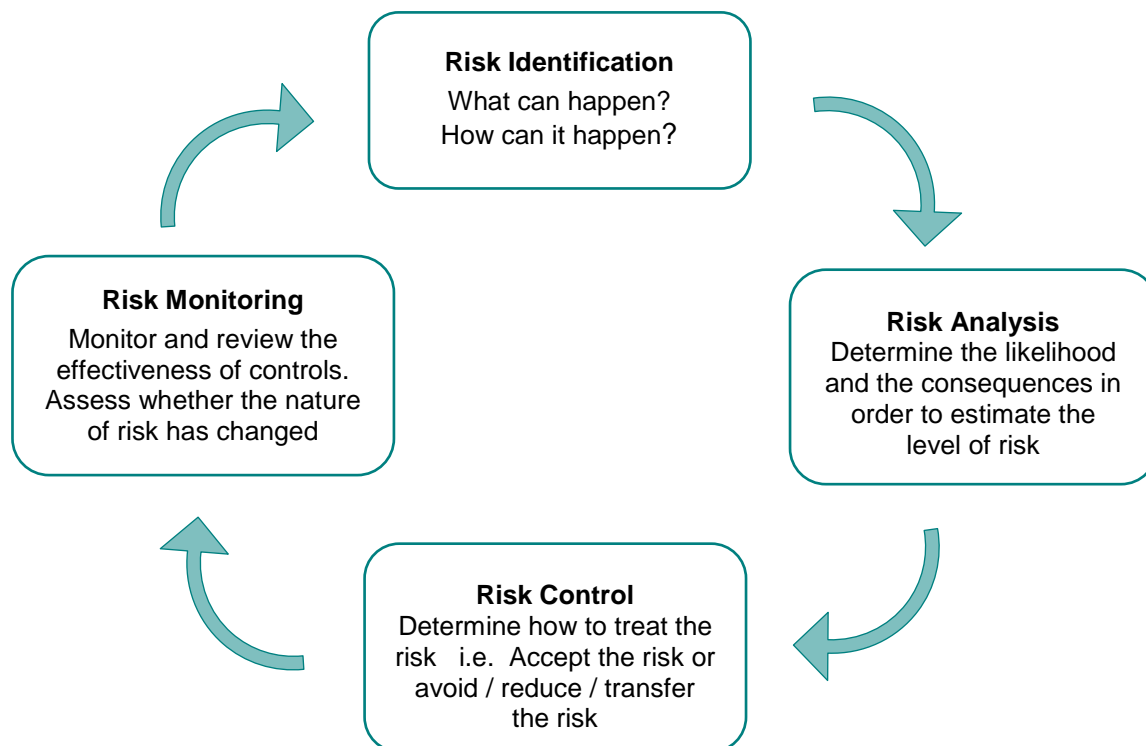 Risk Identification
What can happen?
How can it happen?
Risk Analysis
Determine the likelihood
and the consequences in
order to estimate the
level of risk
Risk Control
Determine how to treat the
risk   i.e.  Accept the risk or
avoid / reduce / transfer
the risk
Risk Monitoring
Monitor and review the
effectiveness of controls.
Assess whether the nature
of risk has changed